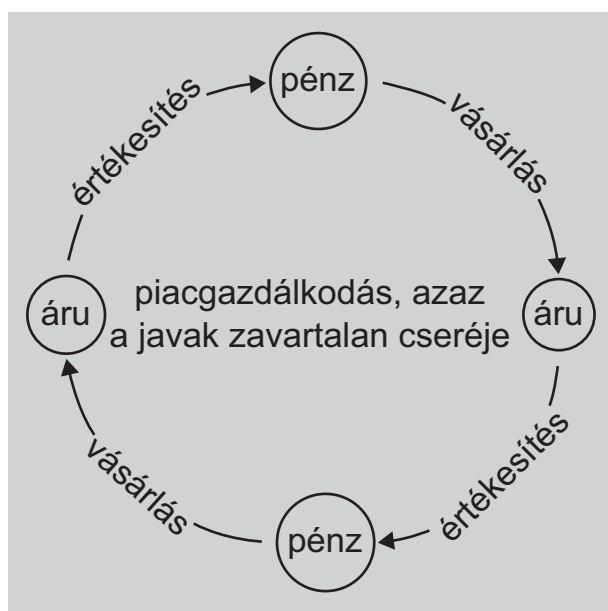 pénz
értékesítés
vásárlás
áru
piacgazdálkodás, azaz
a javak zavartalan cseréje
áru
vásárlás
értékesítés
pénz